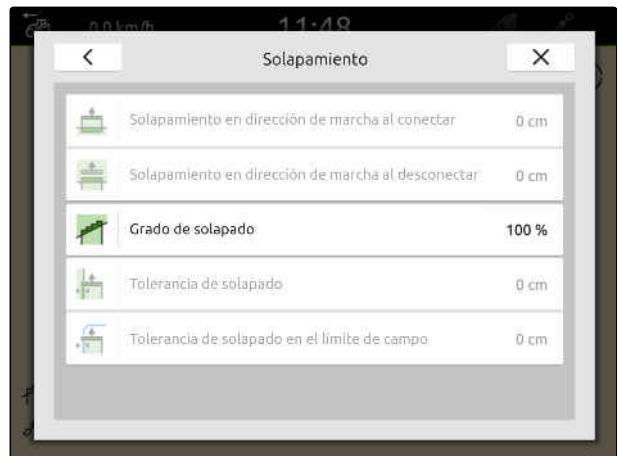 0.0 km/h
11:48
Solapamiento
Solapamiento en dirección de marcha al conectar 0 cm
Solapamiento en dirección de marcha al desconectar 0 cm
Grado de solapado 100 %
Tolerancia de solapado 0 cm
Tolerancia de solapado en el límite de campo 0 cm